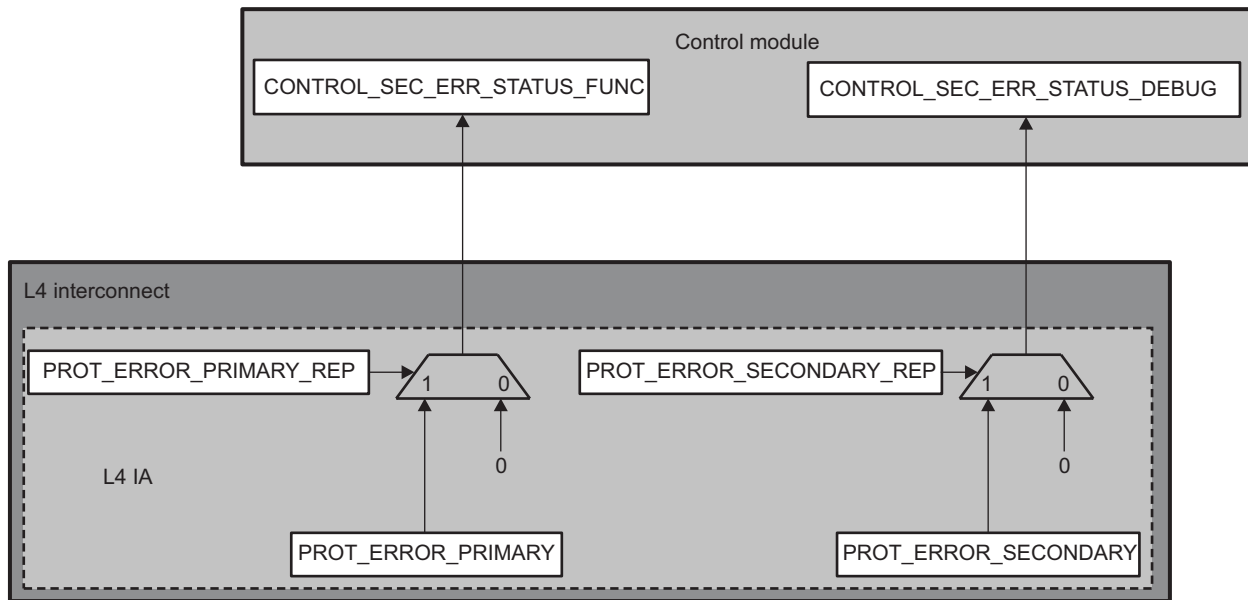 Control module
CONTROL_SEC_ERR_STATUS_FUNC
CONTROL_SEC_ERR_STATUS_DEBUG
L4 interconnect
PROT_ERROR_PRIMARY_REP
1
0
PROT_ERROR_SECONDARY_REP
1
0
0
0
L4 IA
PROT_ERROR_PRIMARY
PROT_ERROR_SECONDARY